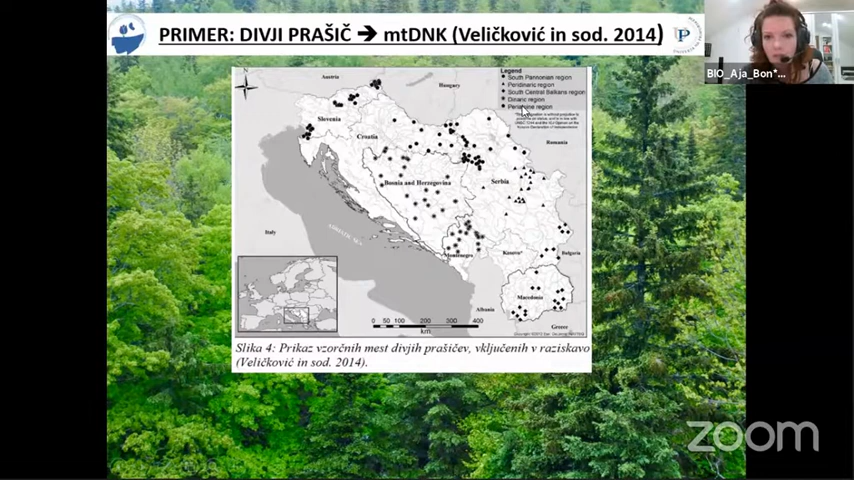 PRIMER: DIVJI PRAŠIČ → mtDNK (Veličković in sod. 2014)
BIO_Aja_Bon*...
Legend
South Pannonian region
Peridinaric region
South Central Balkans region
Dinaric region
region
Austria
Hungary
Slovenia
Croatia
Romania
Bosnia and Herzegovina
Serbia
Italy
ADRIATIC SEA
Montenegro
Kosovo*
Bulgaria
Macedonia
Albania
Greece
0 50 100 200 300 400
km
Slika 4: Prikaz vzorčnih mest divjih prašičev, vključenih v raziskavo
(Veličković in sod. 2014).
zoom